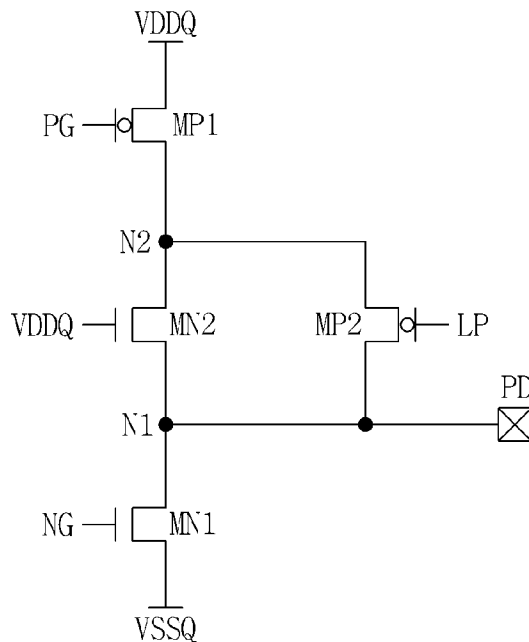 VDDQ
PG MP1
N2
VDDQ MN2 MP2 LP
PD
N1
NG MN1
VSSQ